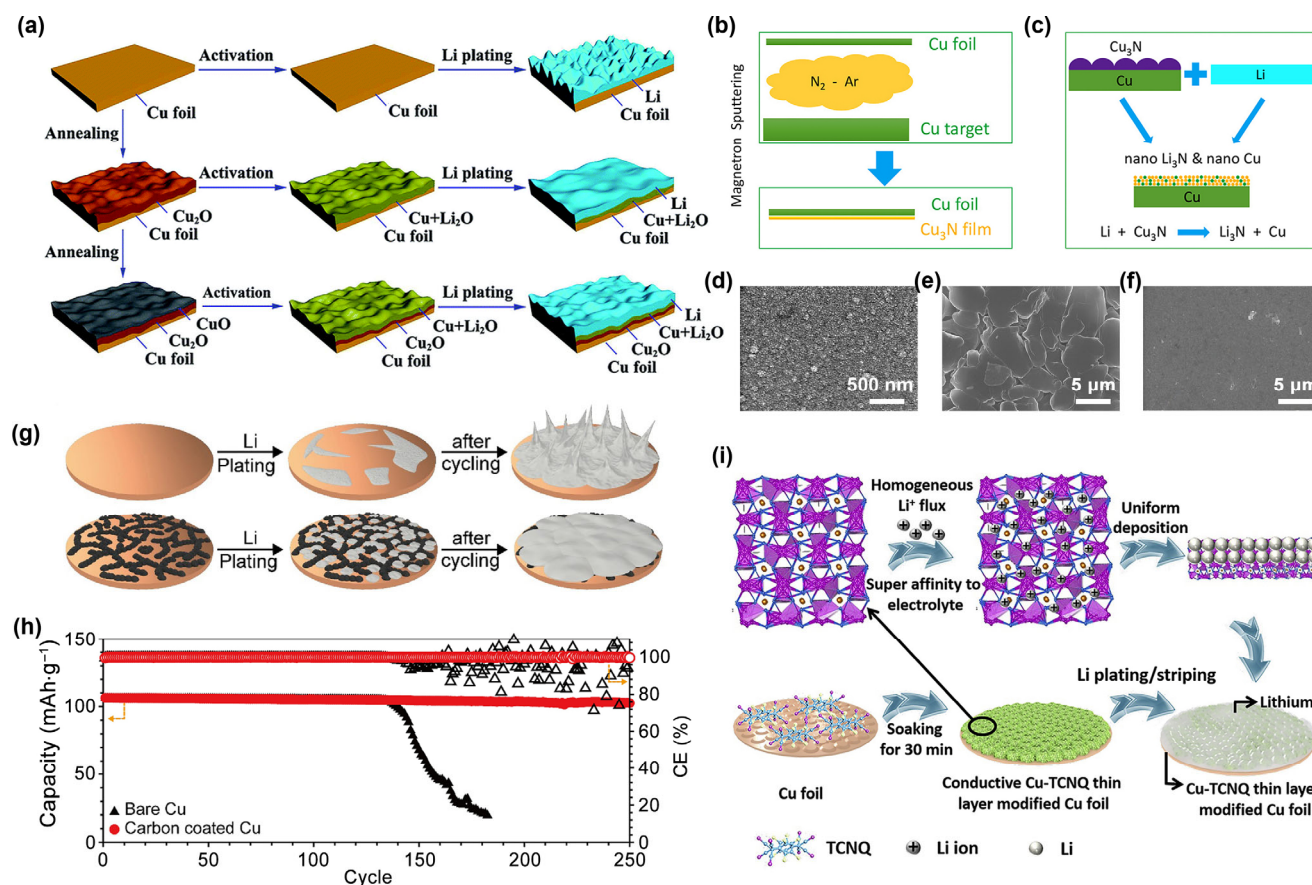 (a)
Activation
Li plating
Cu foil
Cu foil
Li
Cu foil
Annealing
Activation
Li plating
Cu₂O
Cu foil
Cu+Li₂O
Cu foil
Li
Cu+Li₂O
Cu foil
Annealing
Activation
Li plating
CuO
Cu₂O
Cu foil
Cu+Li₂O
Cu₂O
Cu foil
Li
Cu+Li₂O
Cu₂O
Cu foil
(b)
Magnetron Sputtering
Cu foil
N₂ - Ar
Cu target
Cu foil
Cu₃N film
(c)
Cu₃N
Cu
Li
nano Li₃N & nano Cu
Cu
Li + Cu₃N
Li₃N + Cu
(d)
500 nm
(e)
5 μm
(f)
5 μm
(g)
Li
Plating
after
cycling
Li
Plating
after
cycling
(h)
Capacity (mAh·g⁻¹)
150
100
50
0
Bare Cu
Carbon coated Cu
0
50
100
150
200
250
Cycle
100
80
60
40
20
0
CE (%)
(i)
Homogeneous
Li⁺ flux
Super affinity to
electrolyte
Uniform
deposition
Soaking
for 30 min
Li plating/striping
Lithium
Cu foil
Conductive Cu-TCNQ thin
layer modified Cu foil
Cu-TCNQ thin layer
modified Cu foil
TCNQ
Li ion
Li